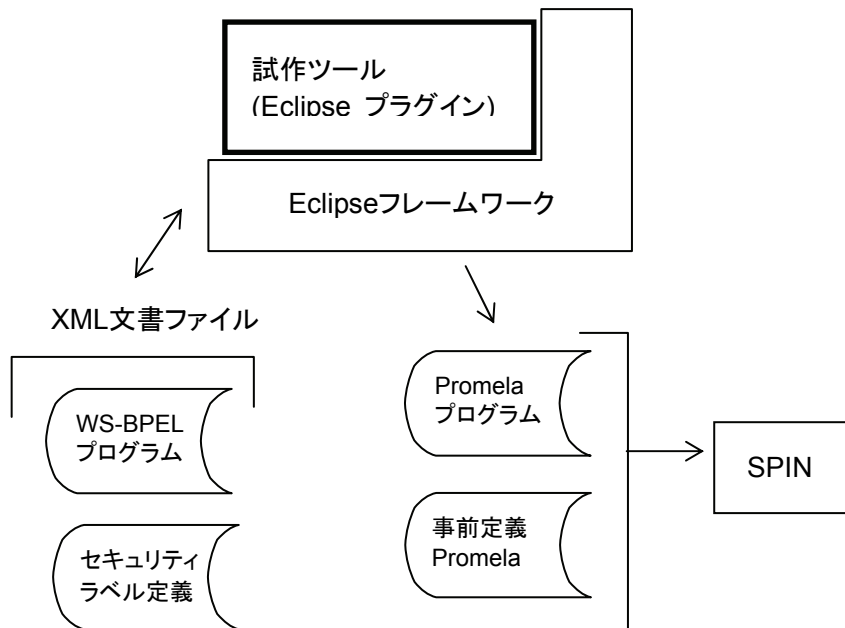 試作ツール
(Eclipse プラグイン)
Eclipseフレームワーク
XML文書ファイル
WS-BPEL
プログラム
セキュリティ
ラベル定義
Promela
プログラム
事前定義
Promela
SPIN